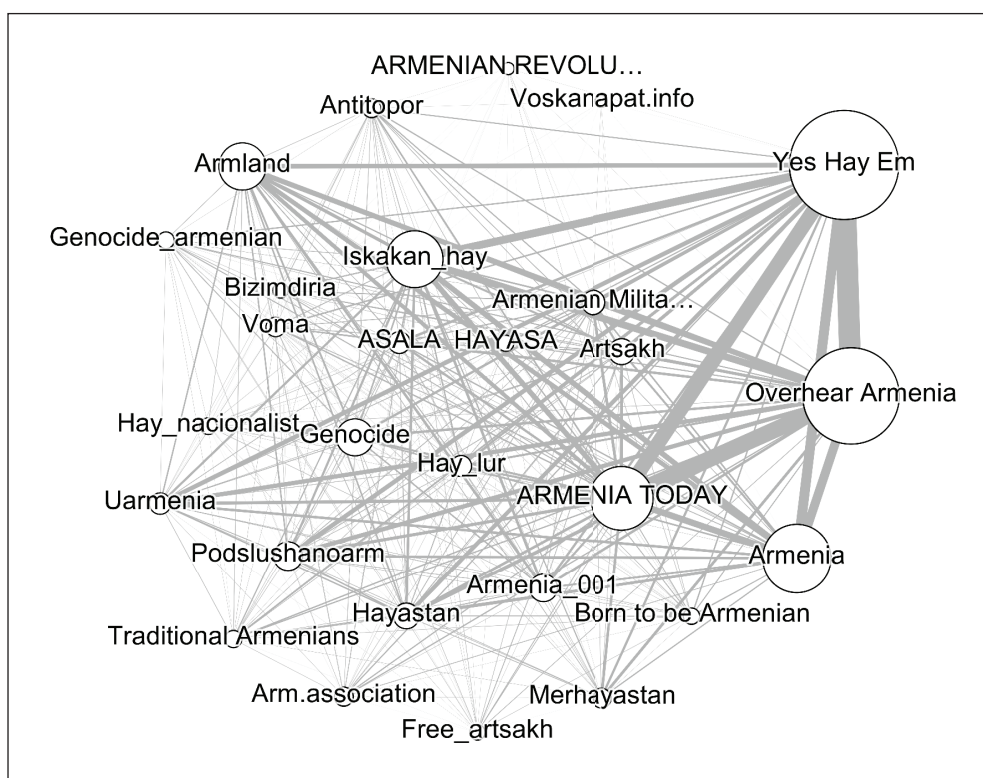 ARMENIAN REVOLU…
Voskanapat.info
Antitopor
Armland
Yes Hay Em
Genocide_armenian
Iskakan_hay
Bizimdiria
Armenian Milita…
Voma
ASALA
HAYASA
Artsakh
Overhear Armenia
Hay_nacionalist
Genocide
Hay_lur
Uarmenia
ARMENIA TODAY
Podslushanoarm
Armenia
Armenia_001
Hayastan
Born to be Armenian
Traditional Armenians
Arm.association
Merhayastan
Free_artsakh